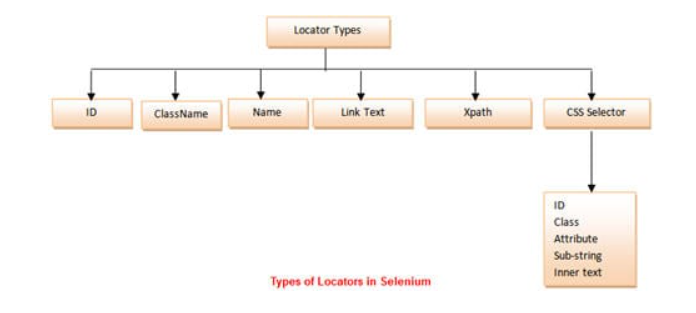 Locator Types
ID
ClassName
Name
Link Text
Xpath
CSS Selector
ID
Class
Attribute
Sub-string
Inner text
Types of Locators in Selenium